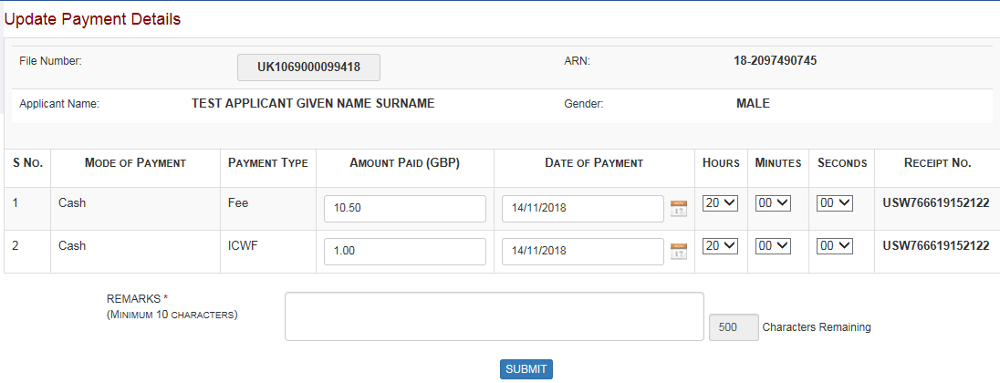 Update Payment Details
File Number: UK1069000099418 ARN: 18-2097490745
Applicant Name: TEST APPLICANT GIVEN NAME SURNAME Gender: MALE
S No. Mode of Payment Payment Type Amount Paid (GBP) Date of Payment Hours Minutes Seconds Receipt No.
1 Cash Fee 10.50 14/11/2018 20 00 00 USW766619152122
2 Cash ICWF 1.00 14/11/2018 20 00 00 USW766619152122
REMARKS *
(Minimum 10 characters)
500 Characters Remaining
SUBMIT